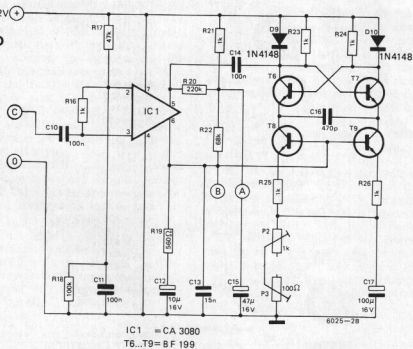 2V +
R17
47k
R21
1k
C14
100n
D9
1N4148
R23
1k
R24
1k
D10
1N4148
R16
1k
C
C10
100n
2
3
7
4
5
6
IC1
R 20
220k
R22
68k
T6
T7
C16
470p
T8
T9
B
A
R25
1k
R26
1k
0
R19
560Ω
P2
1k
P3
100Ω
R18
100k
C11
100n
C12
10µ
16V
C13
15n
C15
47µ
16V
C17
100µ
16V
6025-2B
IC1 = CA 3080
T6...T9 = BF 199